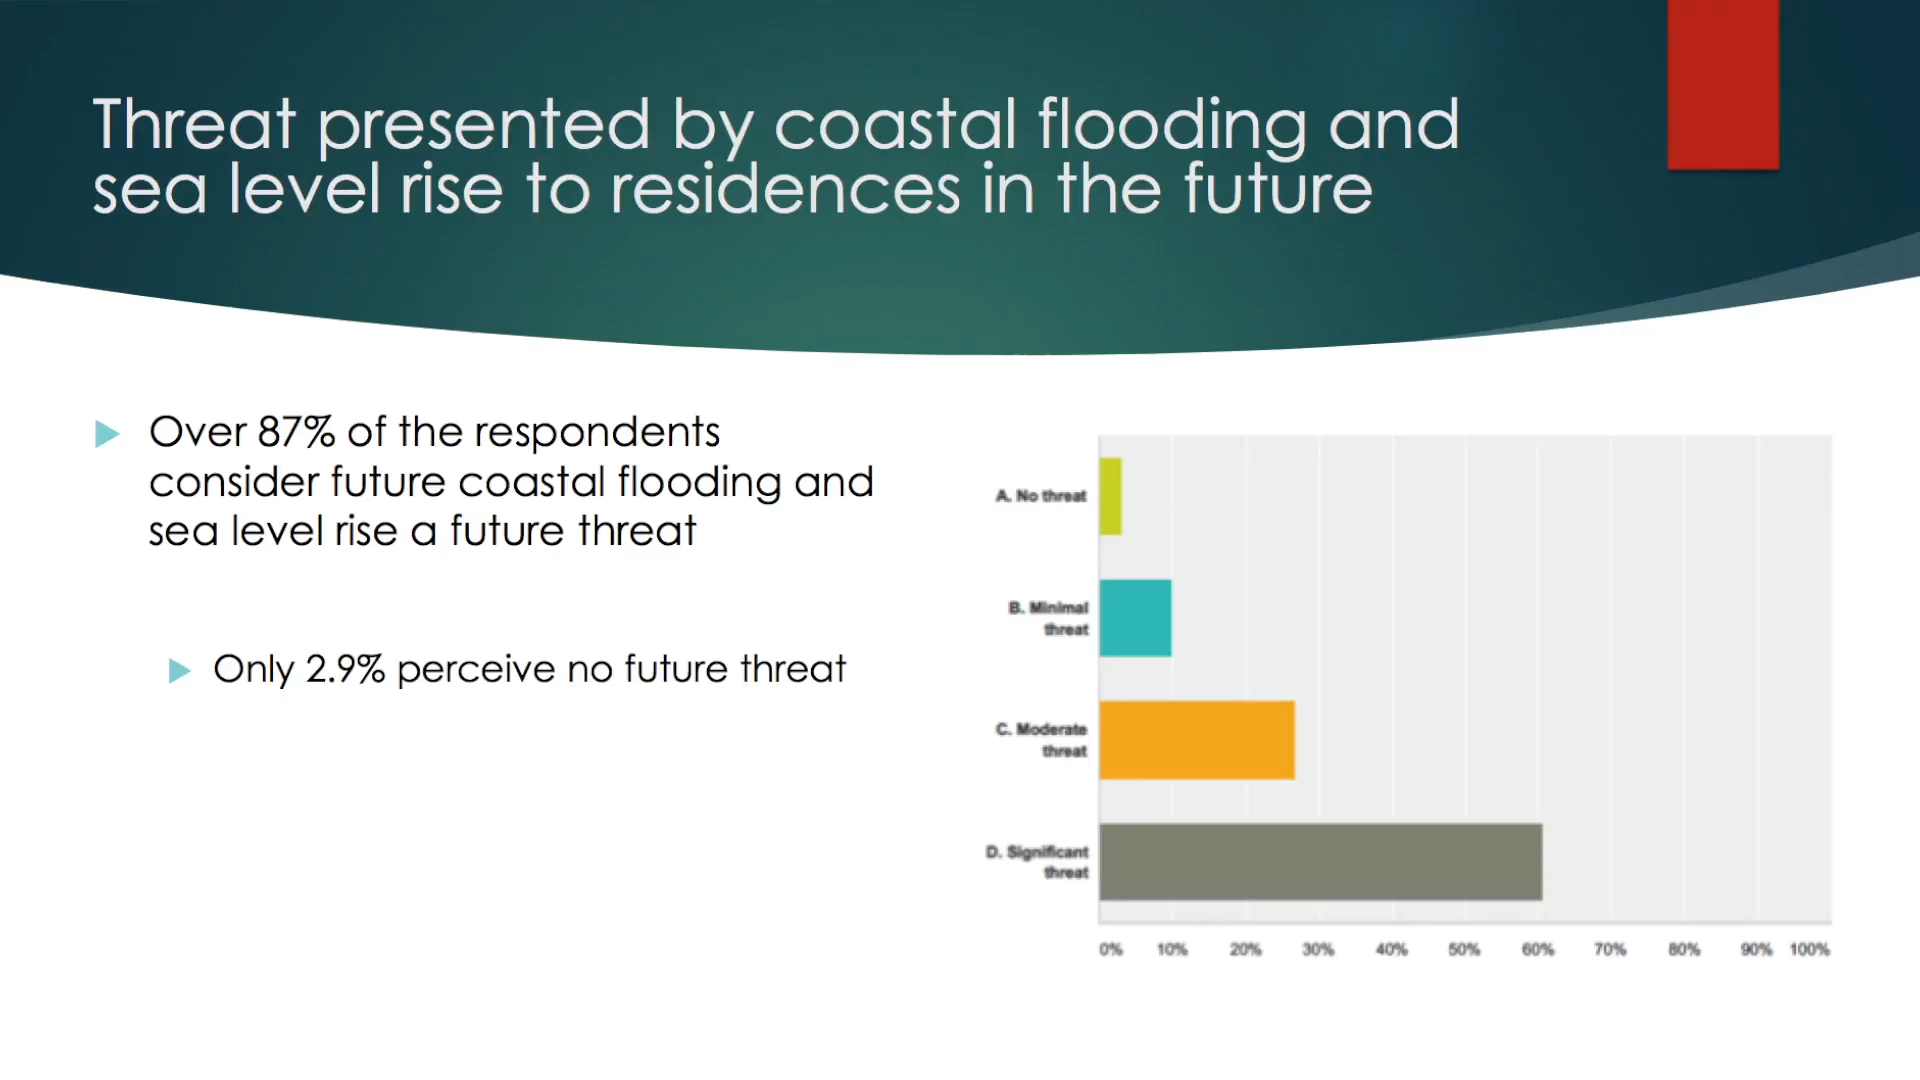 Threat presented by coastal flooding and
sea level rise to residences in the future
Over 87% of the respondents
consider future coastal flooding and
sea level rise a future threat
Only 2.9% perceive no future threat
A. No threat
B. Minimal
threat
C. Moderate
threat
D. Significant
threat
0% 10% 20% 30% 40% 50% 60% 70% 80% 90% 100%